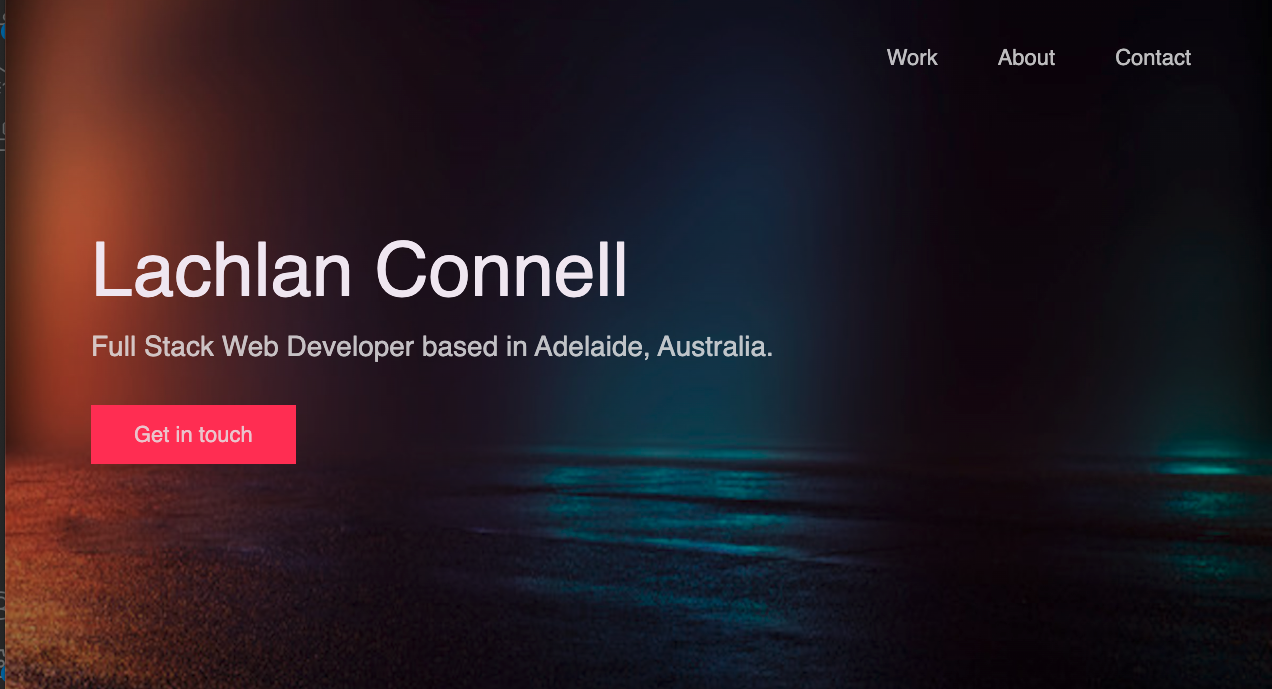 Work About Contact
Lachlan Connell
Full Stack Web Developer based in Adelaide, Australia.
Get in touch